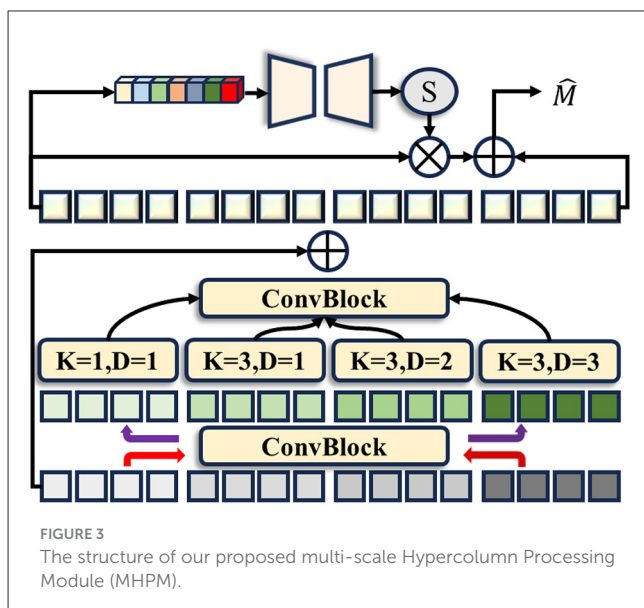 S
M̂
ConvBlock
K=1,D=1 K=3,D=1 K=3,D=2 K=3,D=3
ConvBlock
FIGURE 3
The structure of our proposed multi-scale Hypercolumn Processing
Module (MHPM).